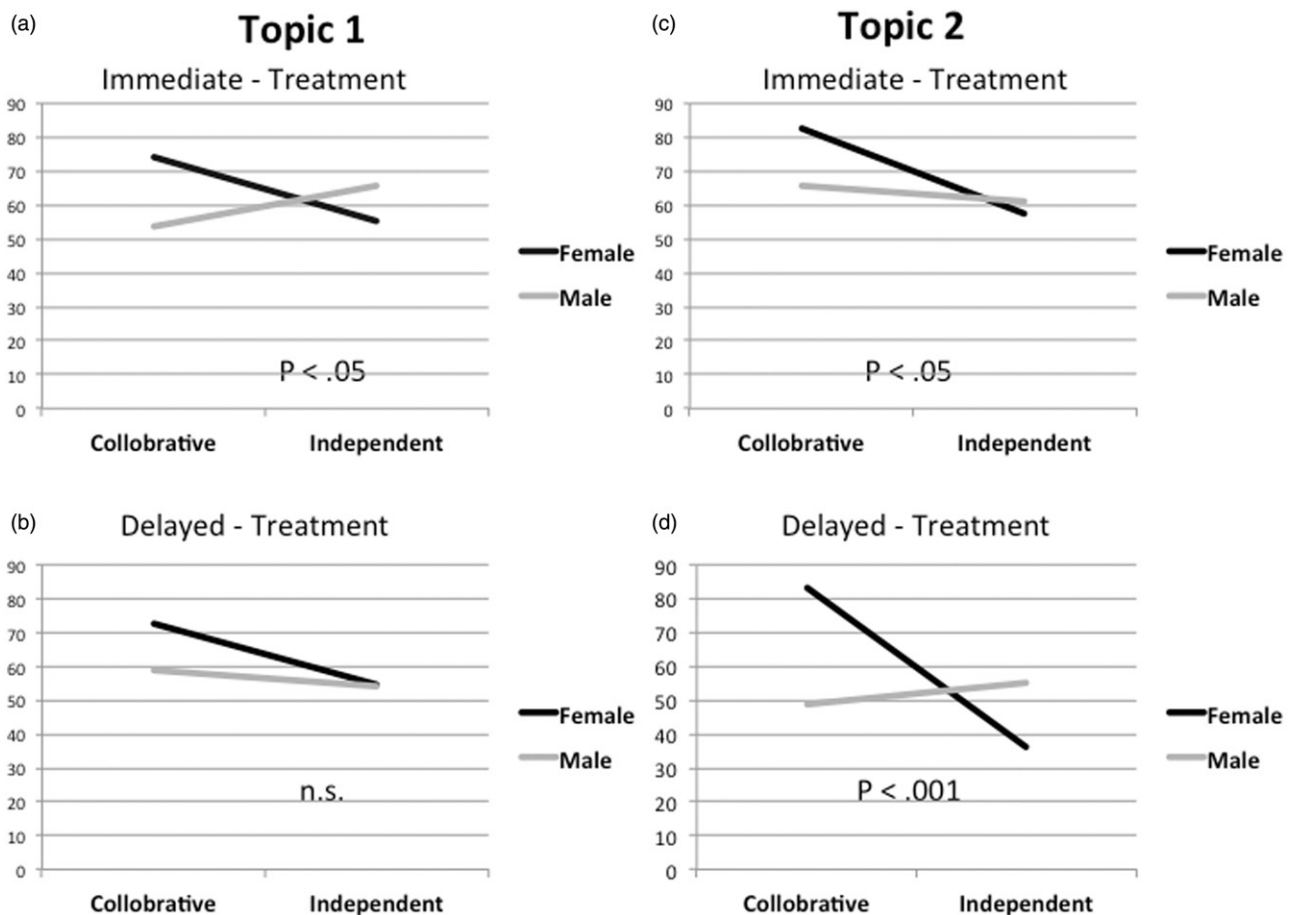 (a)
Topic 1
Immediate - Treatment
90
80
70
60
50
40
30
20
10
0
P < .05
Collobrative Independent
Female
Male
(c)
Topic 2
Immediate - Treatment
90
80
70
60
50
40
30
20
10
0
P < .05
Collobrative Independent
Female
Male
(b)
Delayed - Treatment
90
80
70
60
50
40
30
20
10
0
n.s.
Collobrative Independent
Female
Male
(d)
Delayed - Treatment
90
80
70
60
50
40
30
20
10
0
P < .001
Collobrative Independent
Female
Male